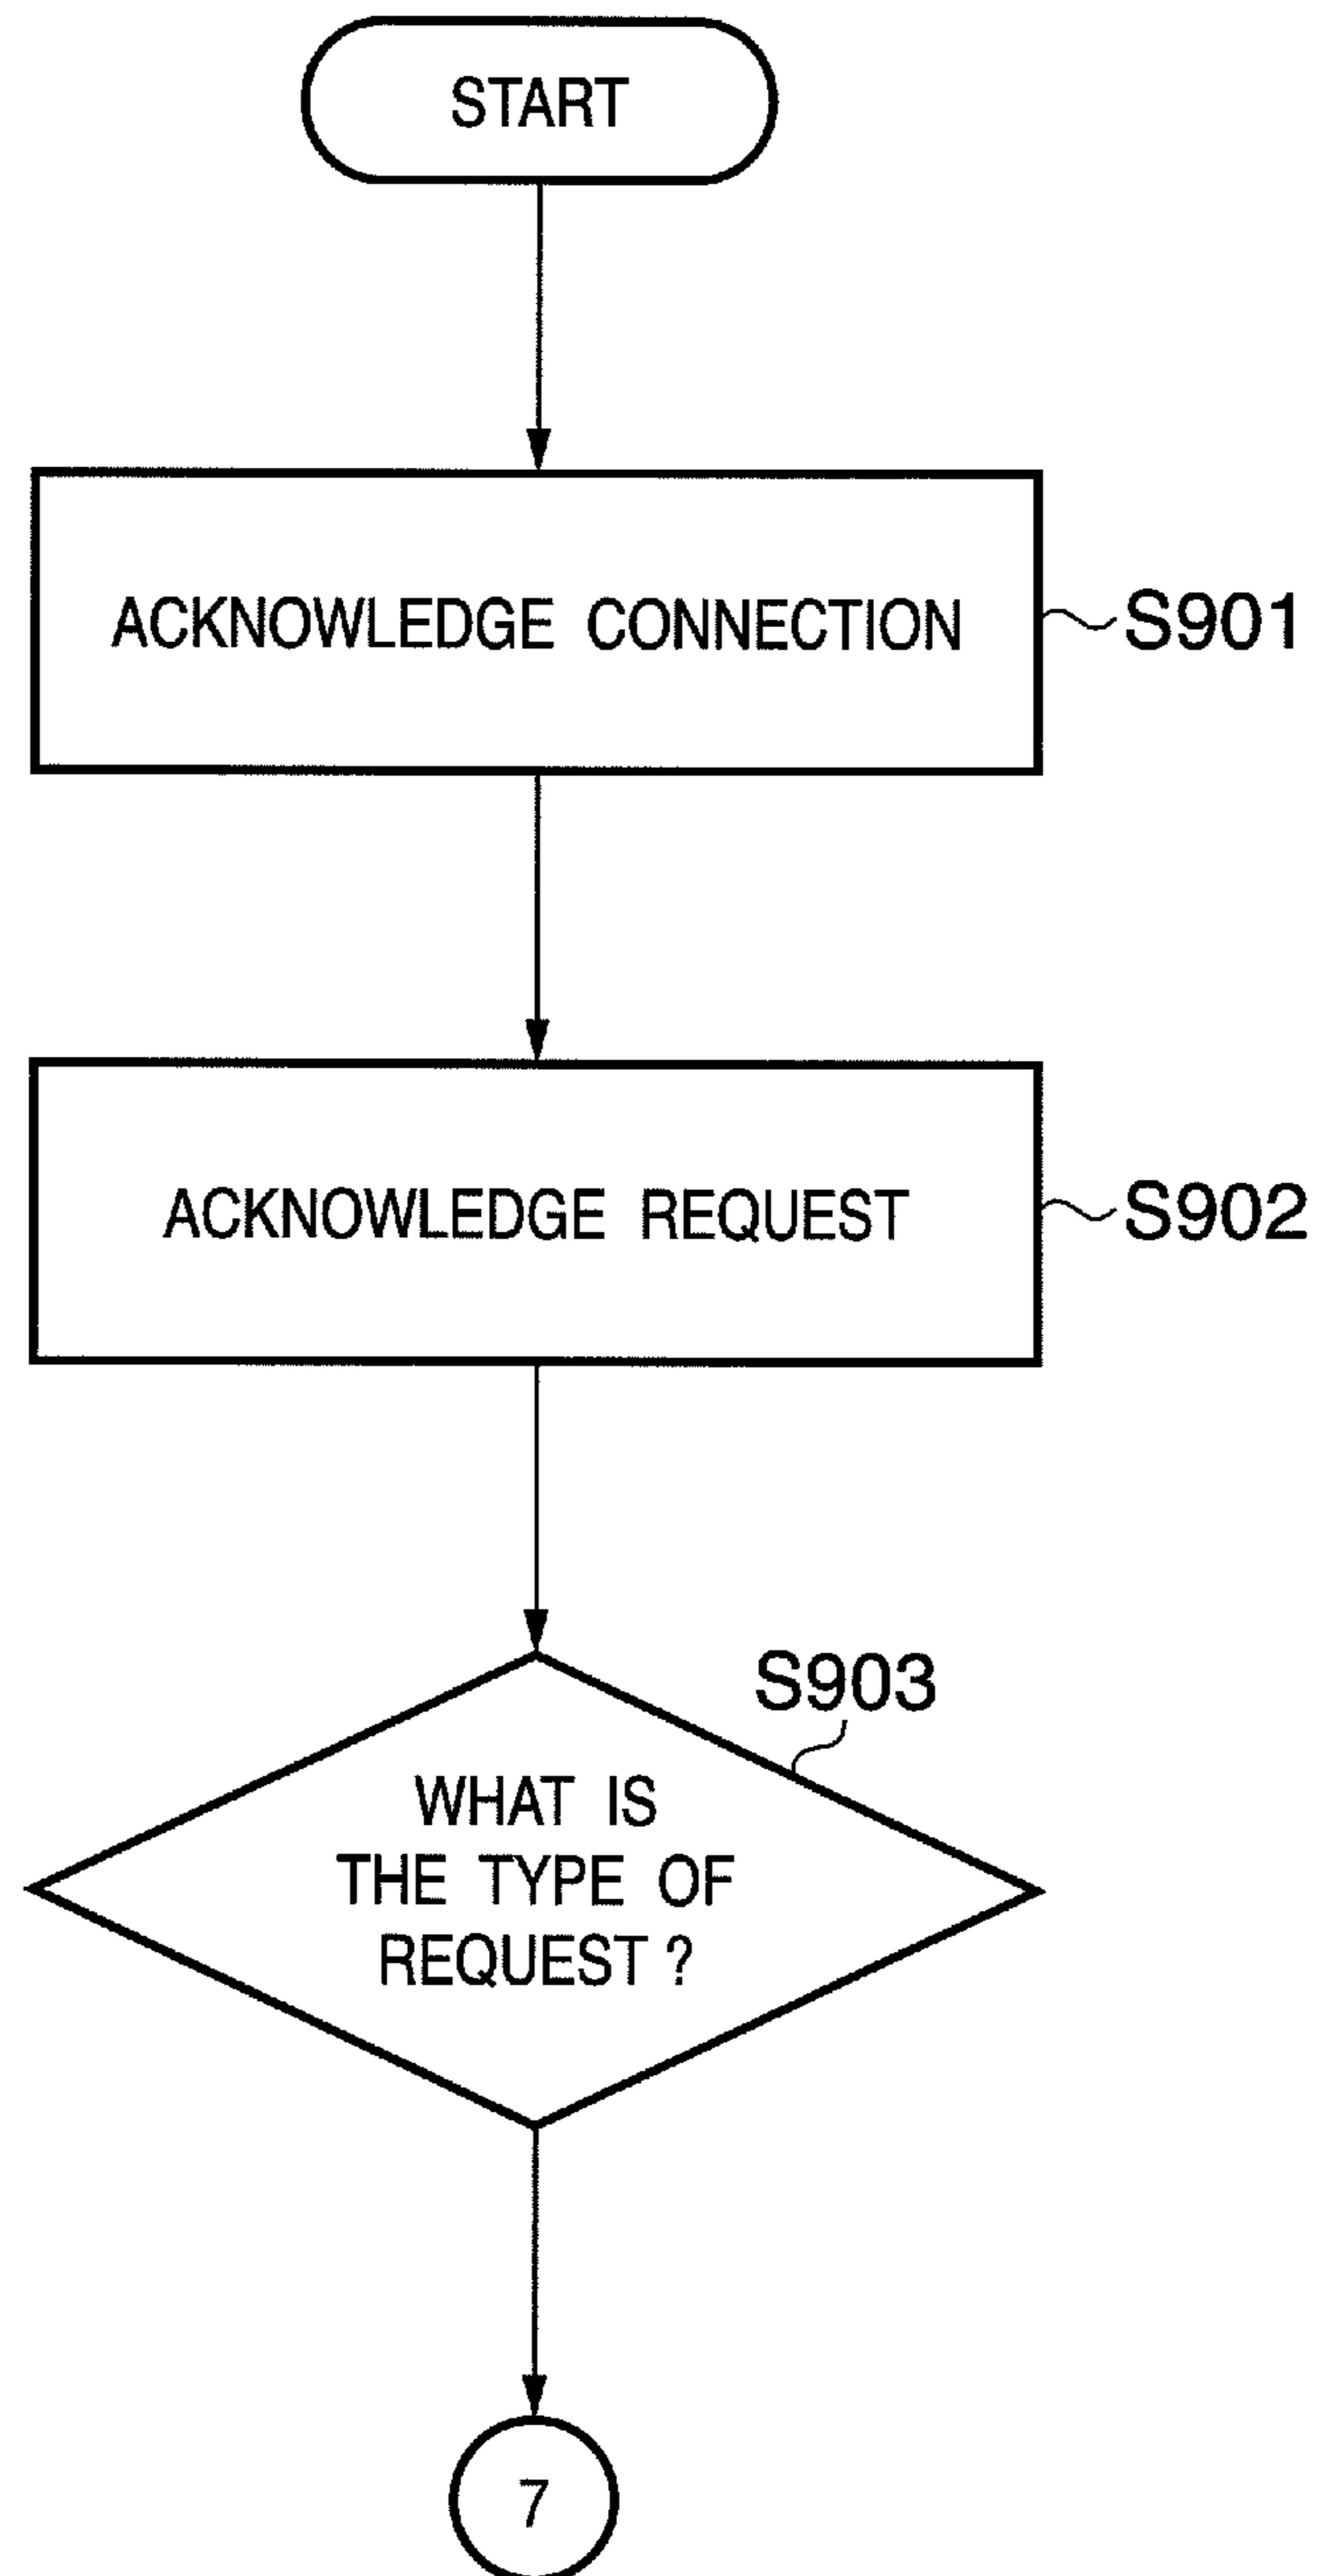 START
ACKNOWLEDGE CONNECTION
S901
ACKNOWLEDGE REQUEST
S902
S903
WHAT IS
THE TYPE OF
REQUEST ?
7